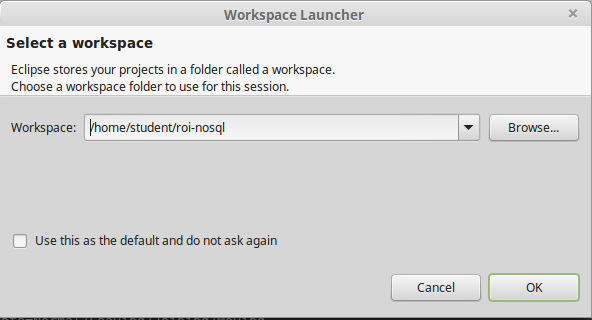 Workspace Launcher
Select a workspace
Eclipse stores your projects in a folder called a workspace.
Choose a workspace folder to use for this session.
Workspace: /home/student/roi-nosql Browse...
Use this as the default and do not ask again
Cancel OK